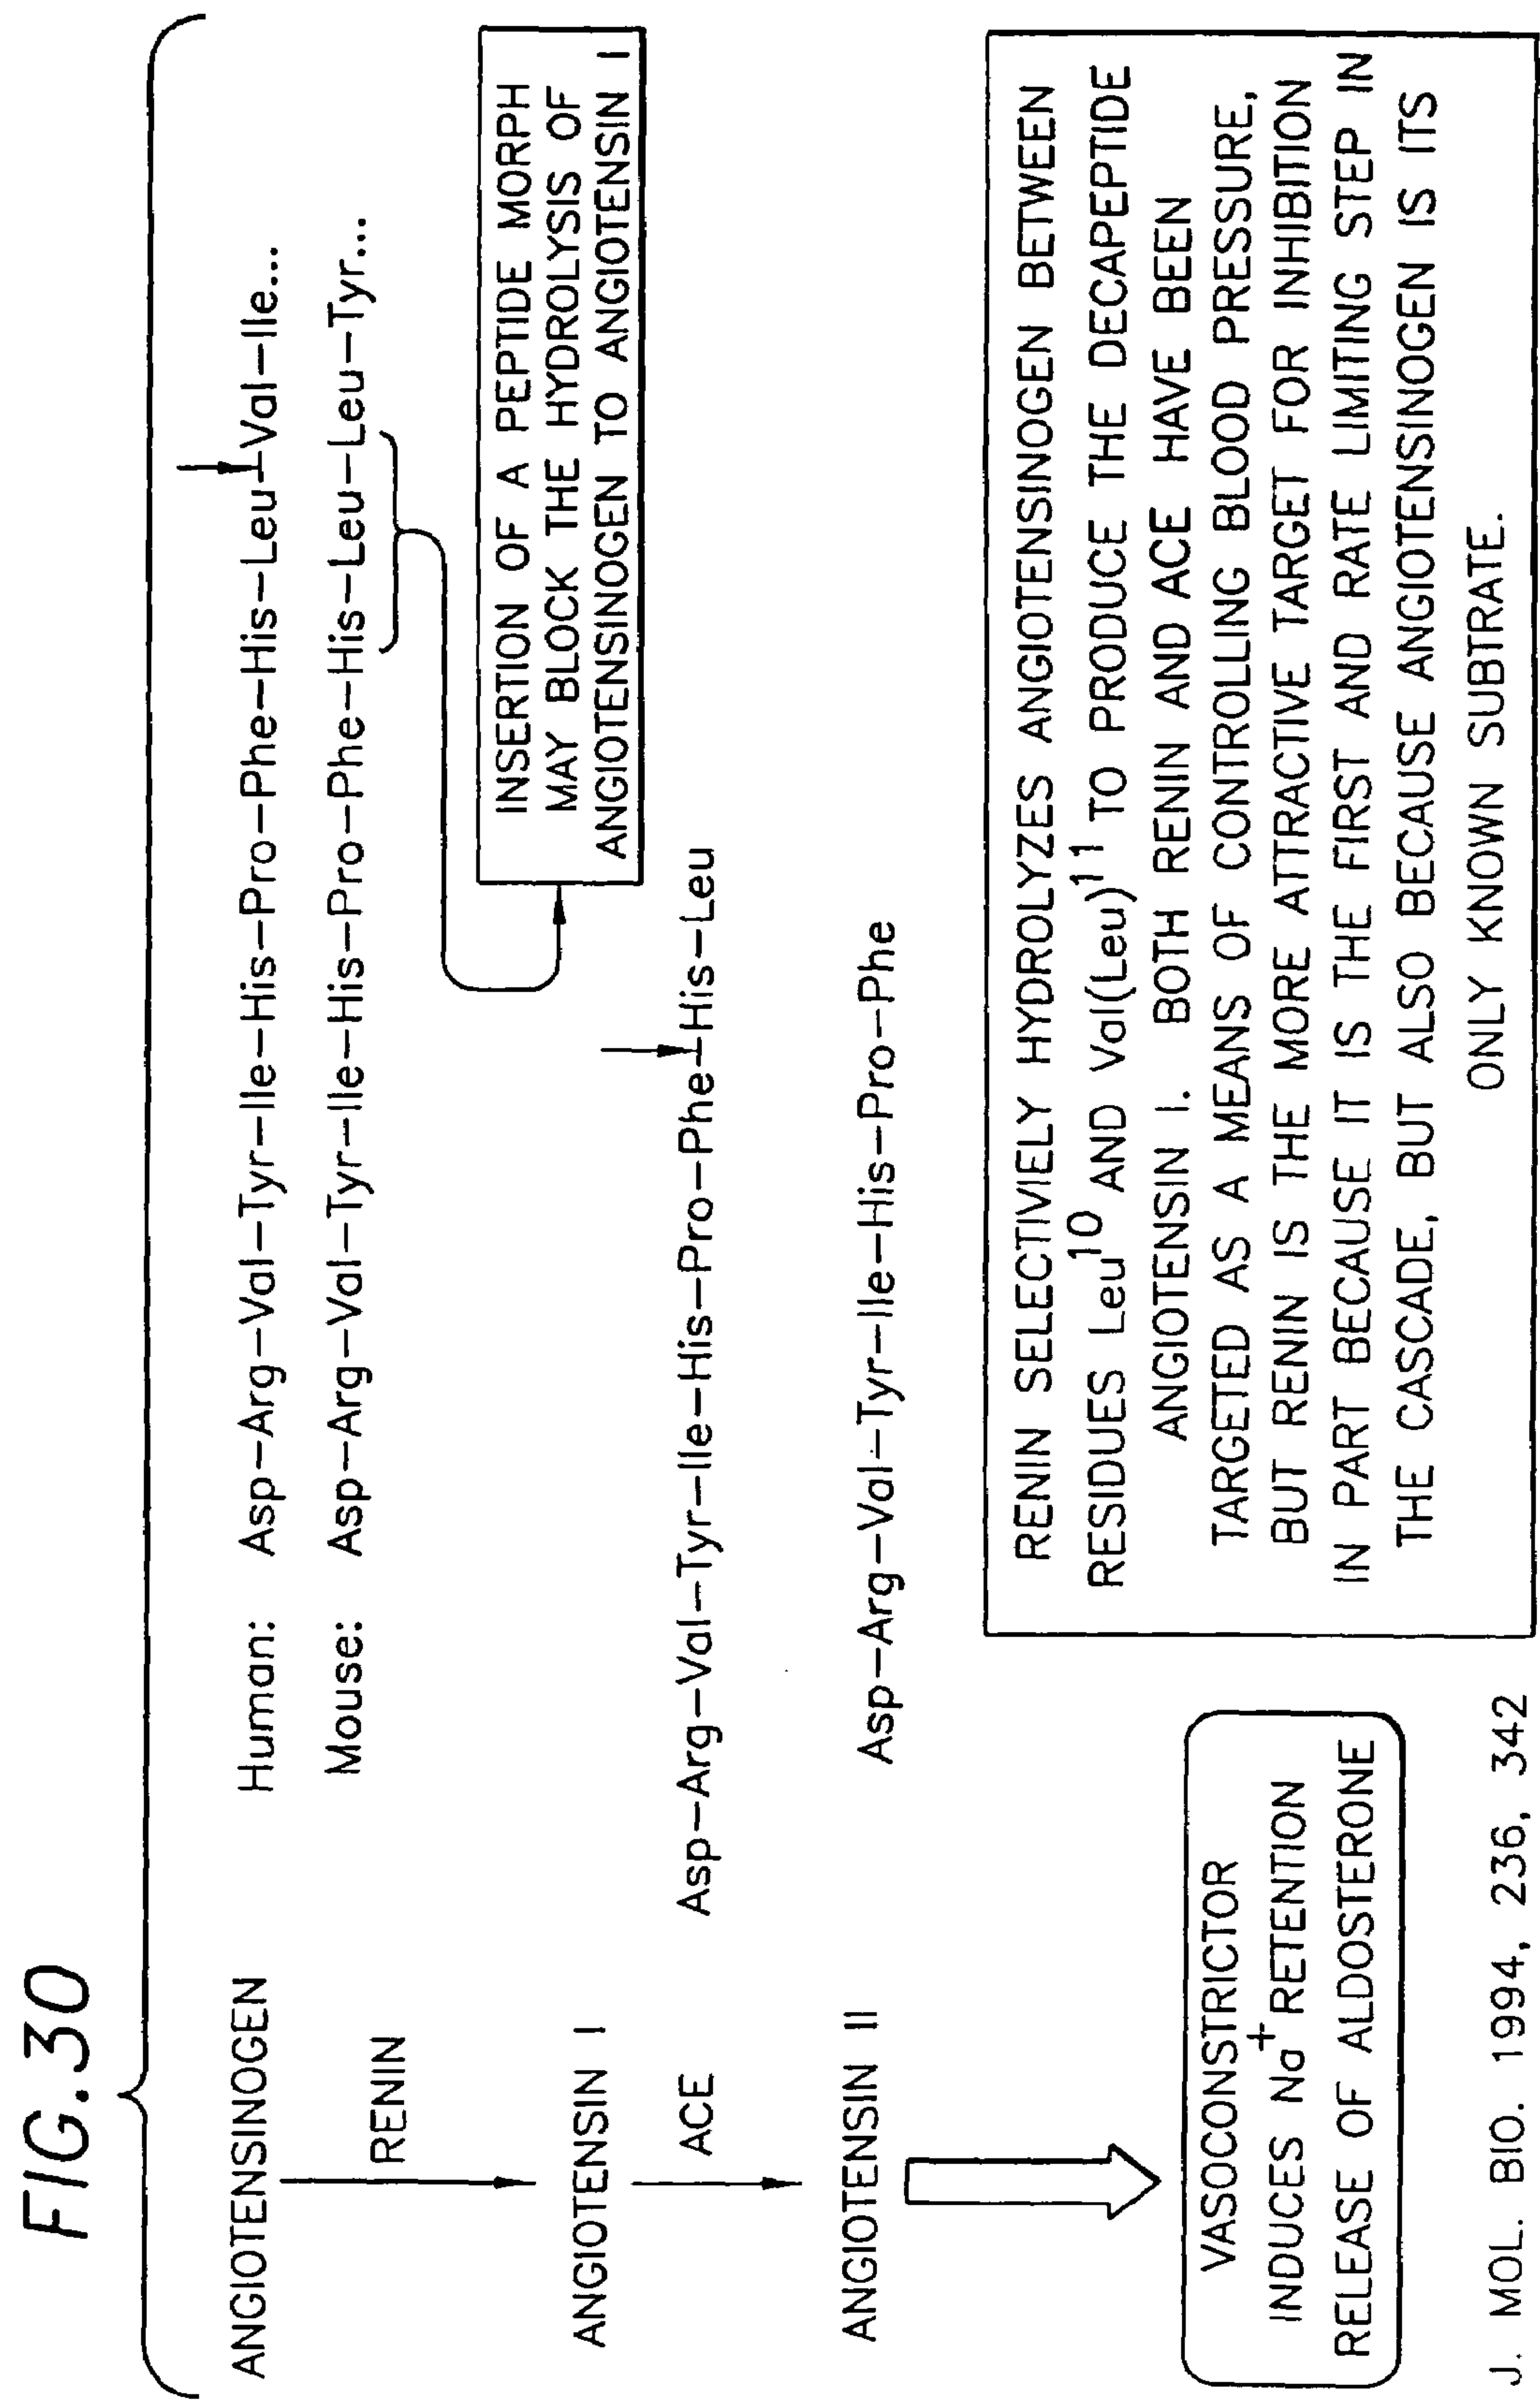 FIG.30
ANGIOTENSINOGEN
Human: Asp-Arg-Val-Tyr-Ile-His-Pro-Phe-His-Leu-Val-Ile...
Mouse: Asp-Arg-Val-Tyr-Ile-His-Pro-Phe-His-Leu-Leu-Tyr...
RENIN
INSERTION OF A PEPTIDE MORPH
MAY BLOCK THE HYDROLYSIS OF
ANGIOTENSINOGEN TO ANGIOTENSIN I
ANGIOTENSIN I
Asp-Arg-Val-Tyr-Ile-His-Pro-Phe-His-Leu
ACE
ANGIOTENSIN II
Asp-Arg-Val-Tyr-Ile-His-Pro-Phe
VASOCONSTRICTOR
INDUCES Na+ RETENTION
RELEASE OF ALDOSTERONE
RENIN SELECTIVIELY HYDROLYZES ANGIOTENSINOGEN BETWEEN
RESIDUES Leu10 AND Val(Leu)11 TO PRODUCE THE DECAPEPTIDE
ANGIOTENSIN I. BOTH RENIN AND ACE HAVE BEEN
TARGETED AS A MEANS OF CONTROLLING BLOOD PRESSURE,
BUT RENIN IS THE MORE ATTRACTIVE TARGET FOR INHIBITION
IN PART BECAUSE IT IS THE FIRST AND RATE LIMITING STEP IN
THE CASCADE, BUT ALSO BECAUSE ANGIOTENSINOGEN IS ITS
ONLY KNOWN SUBTRATE.
J. MOL. BIO. 1994, 236, 342